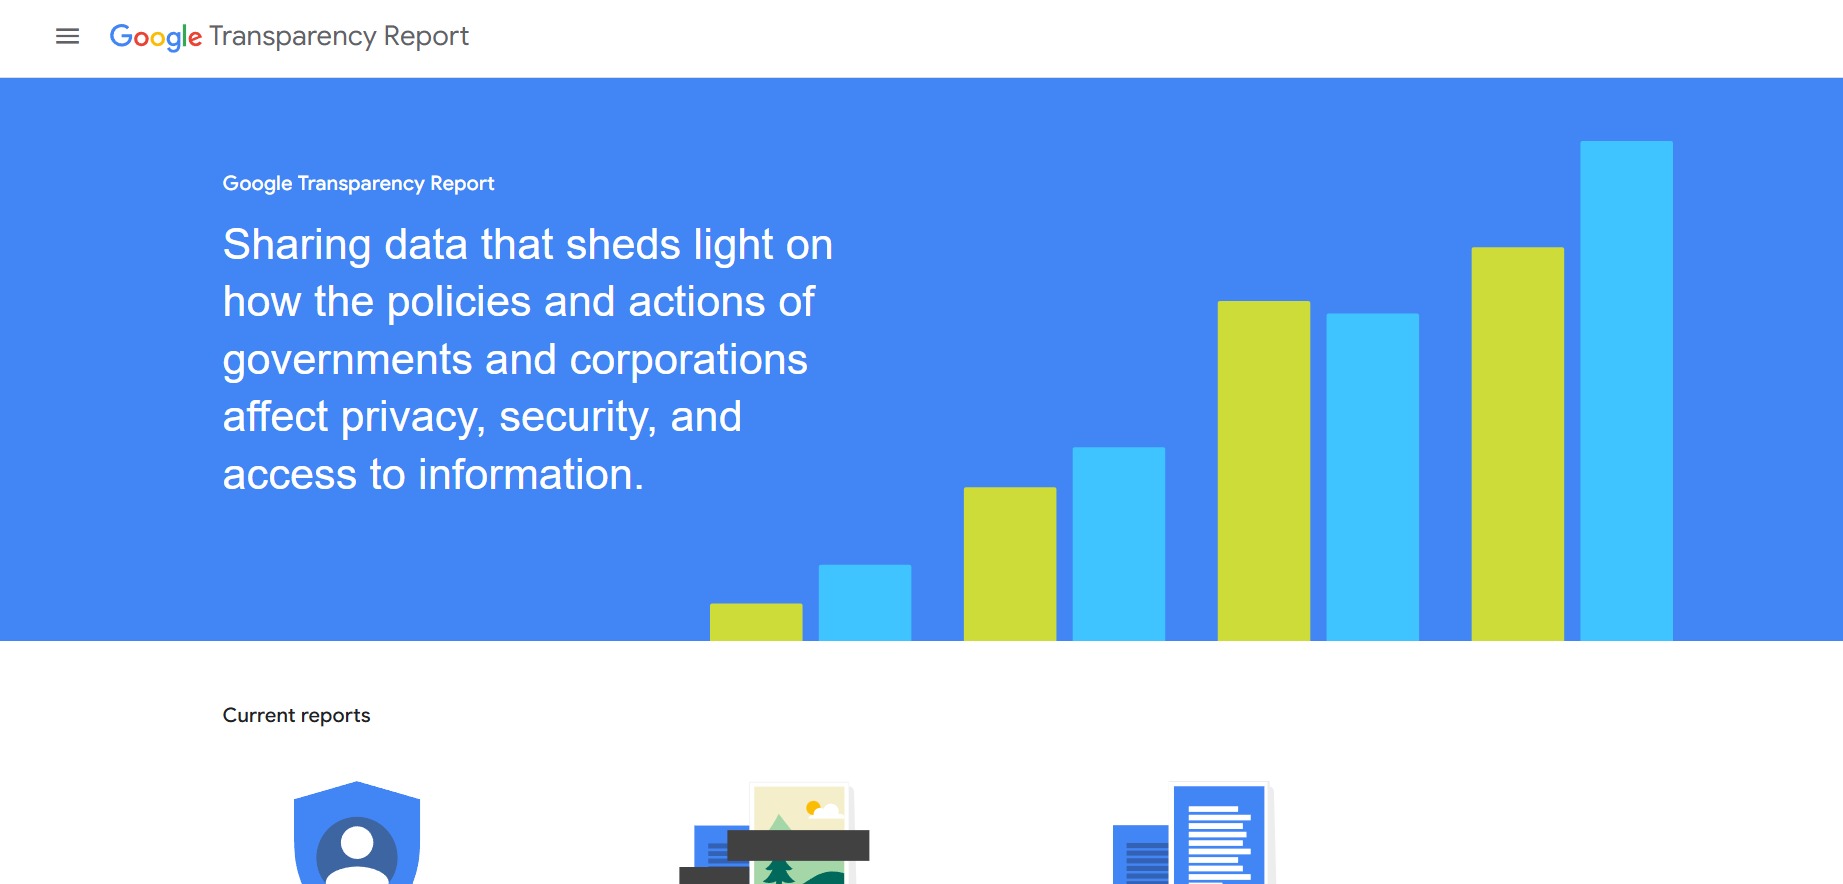 Google Transparency Report
Google Transparency Report
Sharing data that sheds light on
how the policies and actions of
governments and corporations
affect privacy, security, and
access to information.
Current reports